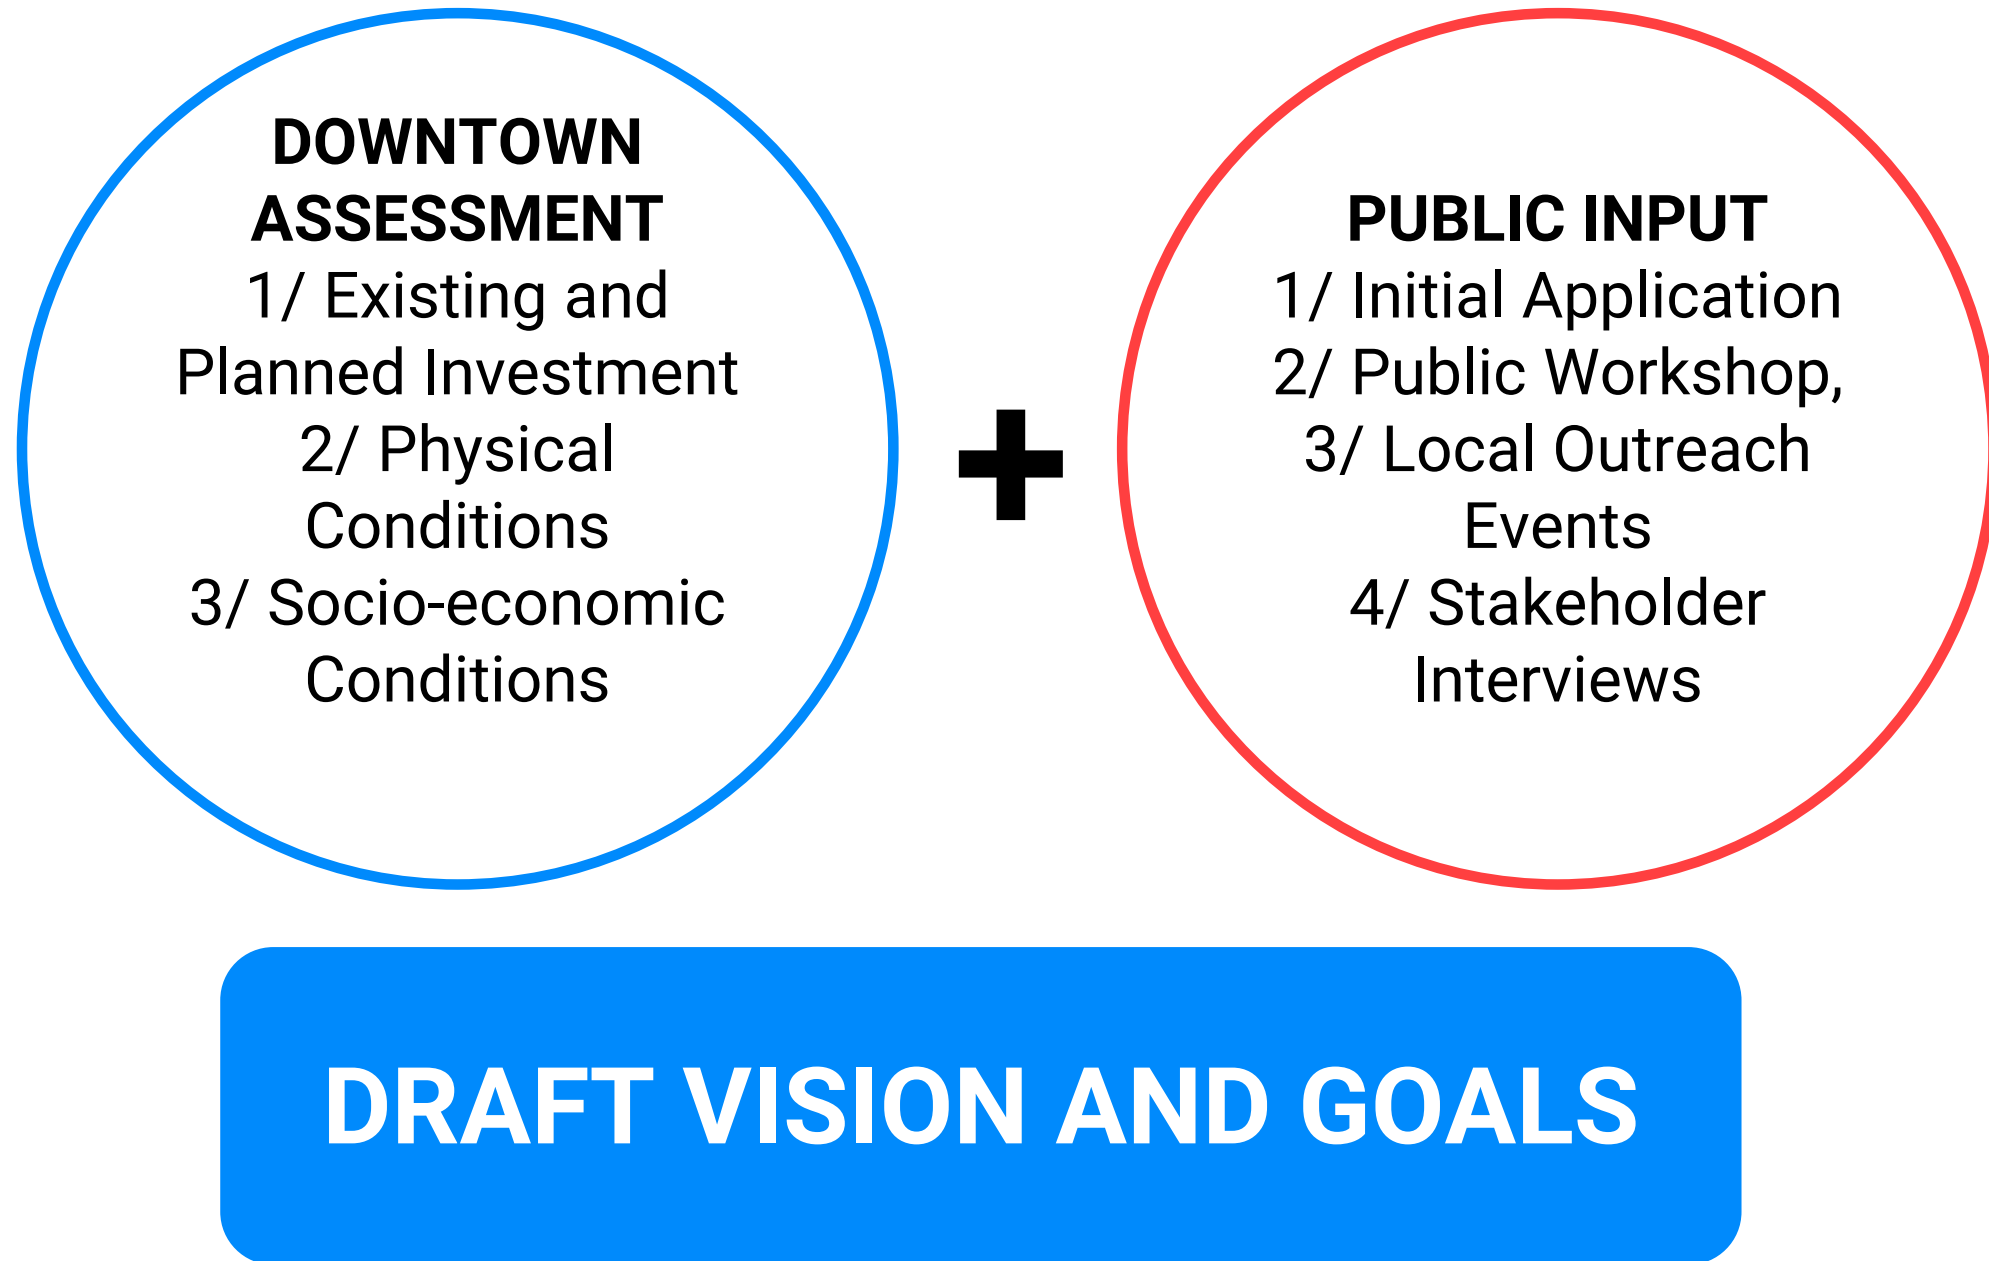 DOWNTOWN
ASSESSMENT
1/ Existing and
Planned Investment
2/ Physical
Conditions
3/ Socio-economic
Conditions
+
PUBLIC INPUT
1/ Initial Application
2/ Public Workshop,
3/ Local Outreach
Events
4/ Stakeholder
Interviews
DRAFT VISION AND GOALS